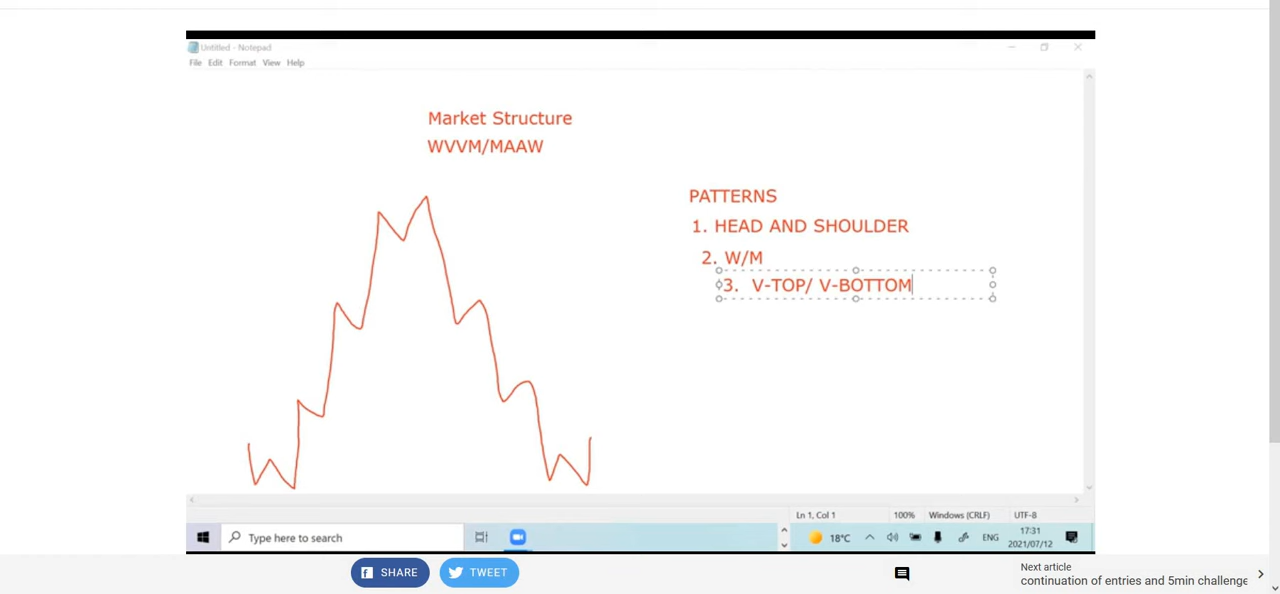 Untitled - Notepad
File Edit Format View Help
Market Structure
WVVM/MAAW
PATTERNS
1. HEAD AND SHOULDER
2. W/M
3. V-TOP/ V-BOTTOM
Ln 1, Col 1 100% Windows (CRLF) UTF-8
Type here to search
18°C ENG
17:31
2021/07/12
SHARE TWEET
Next article
continuation of entries and 5min challenge